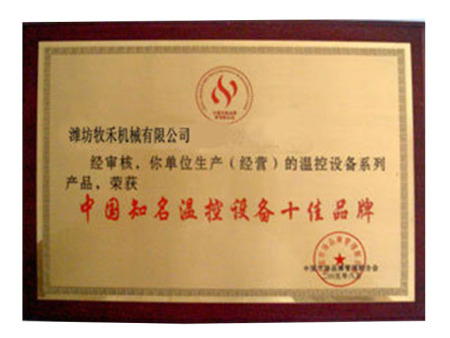 潍坊牧禾机械有限公司
经审核,你单位生产(经营)的温控设备系列
产品,荣获
中国知名温控设备十佳品牌